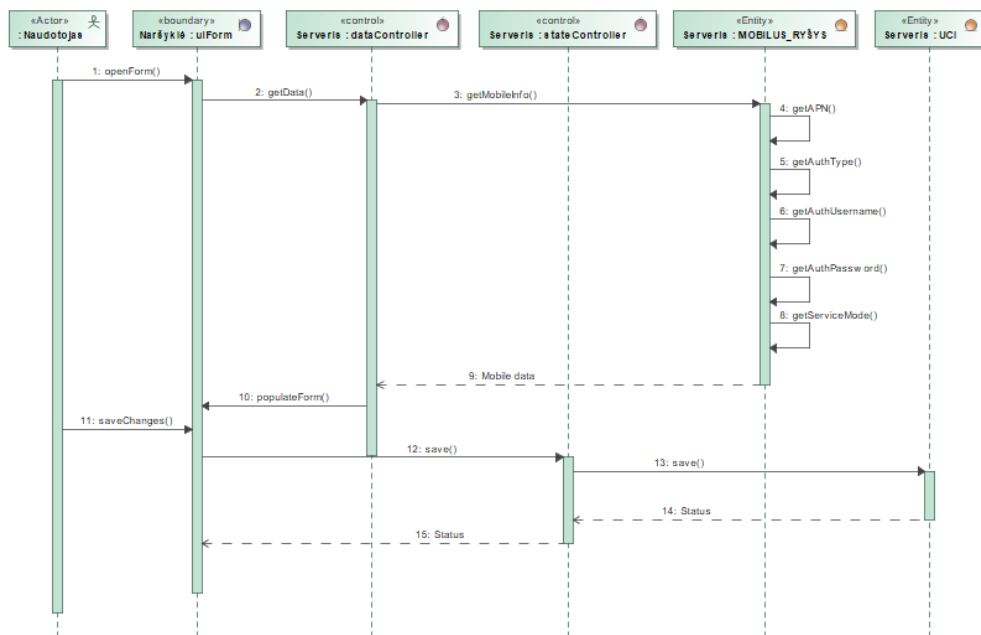 «Actor»
: Naudotojas
«boundary»
Naršyklė : uiForm
«control»
Serveris : dataController
«control»
Serveris : stateController
«Entity»
Serveris : MOBILUS_RYŠYS
«Entity»
Serveris : UCI
1: openForm()
2: getData()
3: getMobileInfo()
4: getAPN()
5: getAuthType()
6: getAuthUsername()
7: getAuthPassword()
8: getServiceMode()
9: Mobile data
10: populateForm()
11: saveChanges()
12: save()
13: save()
14: Status
15: Status